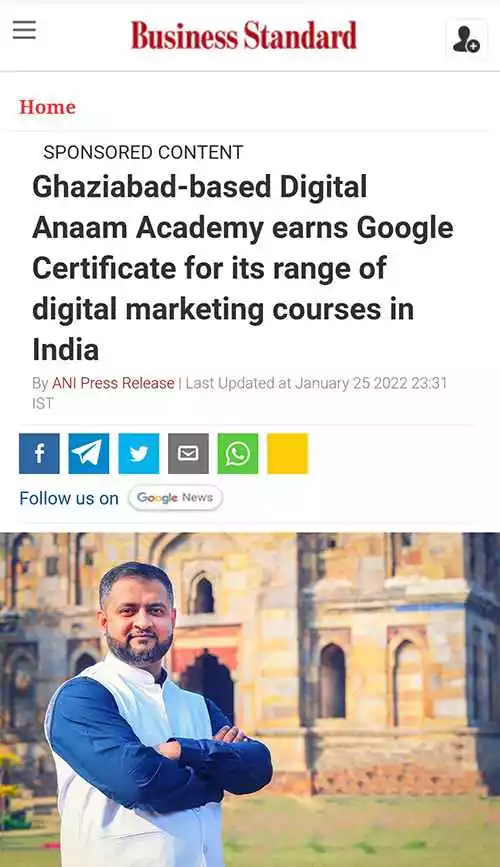 Business Standard
Home
SPONSORED CONTENT
Ghaziabad-based Digital
Anaam Academy earns Google
Certificate for its range of
digital marketing courses in
India
By ANI Press Release | Last Updated at January 25 2022 23:31
IST
Follow us on Google News